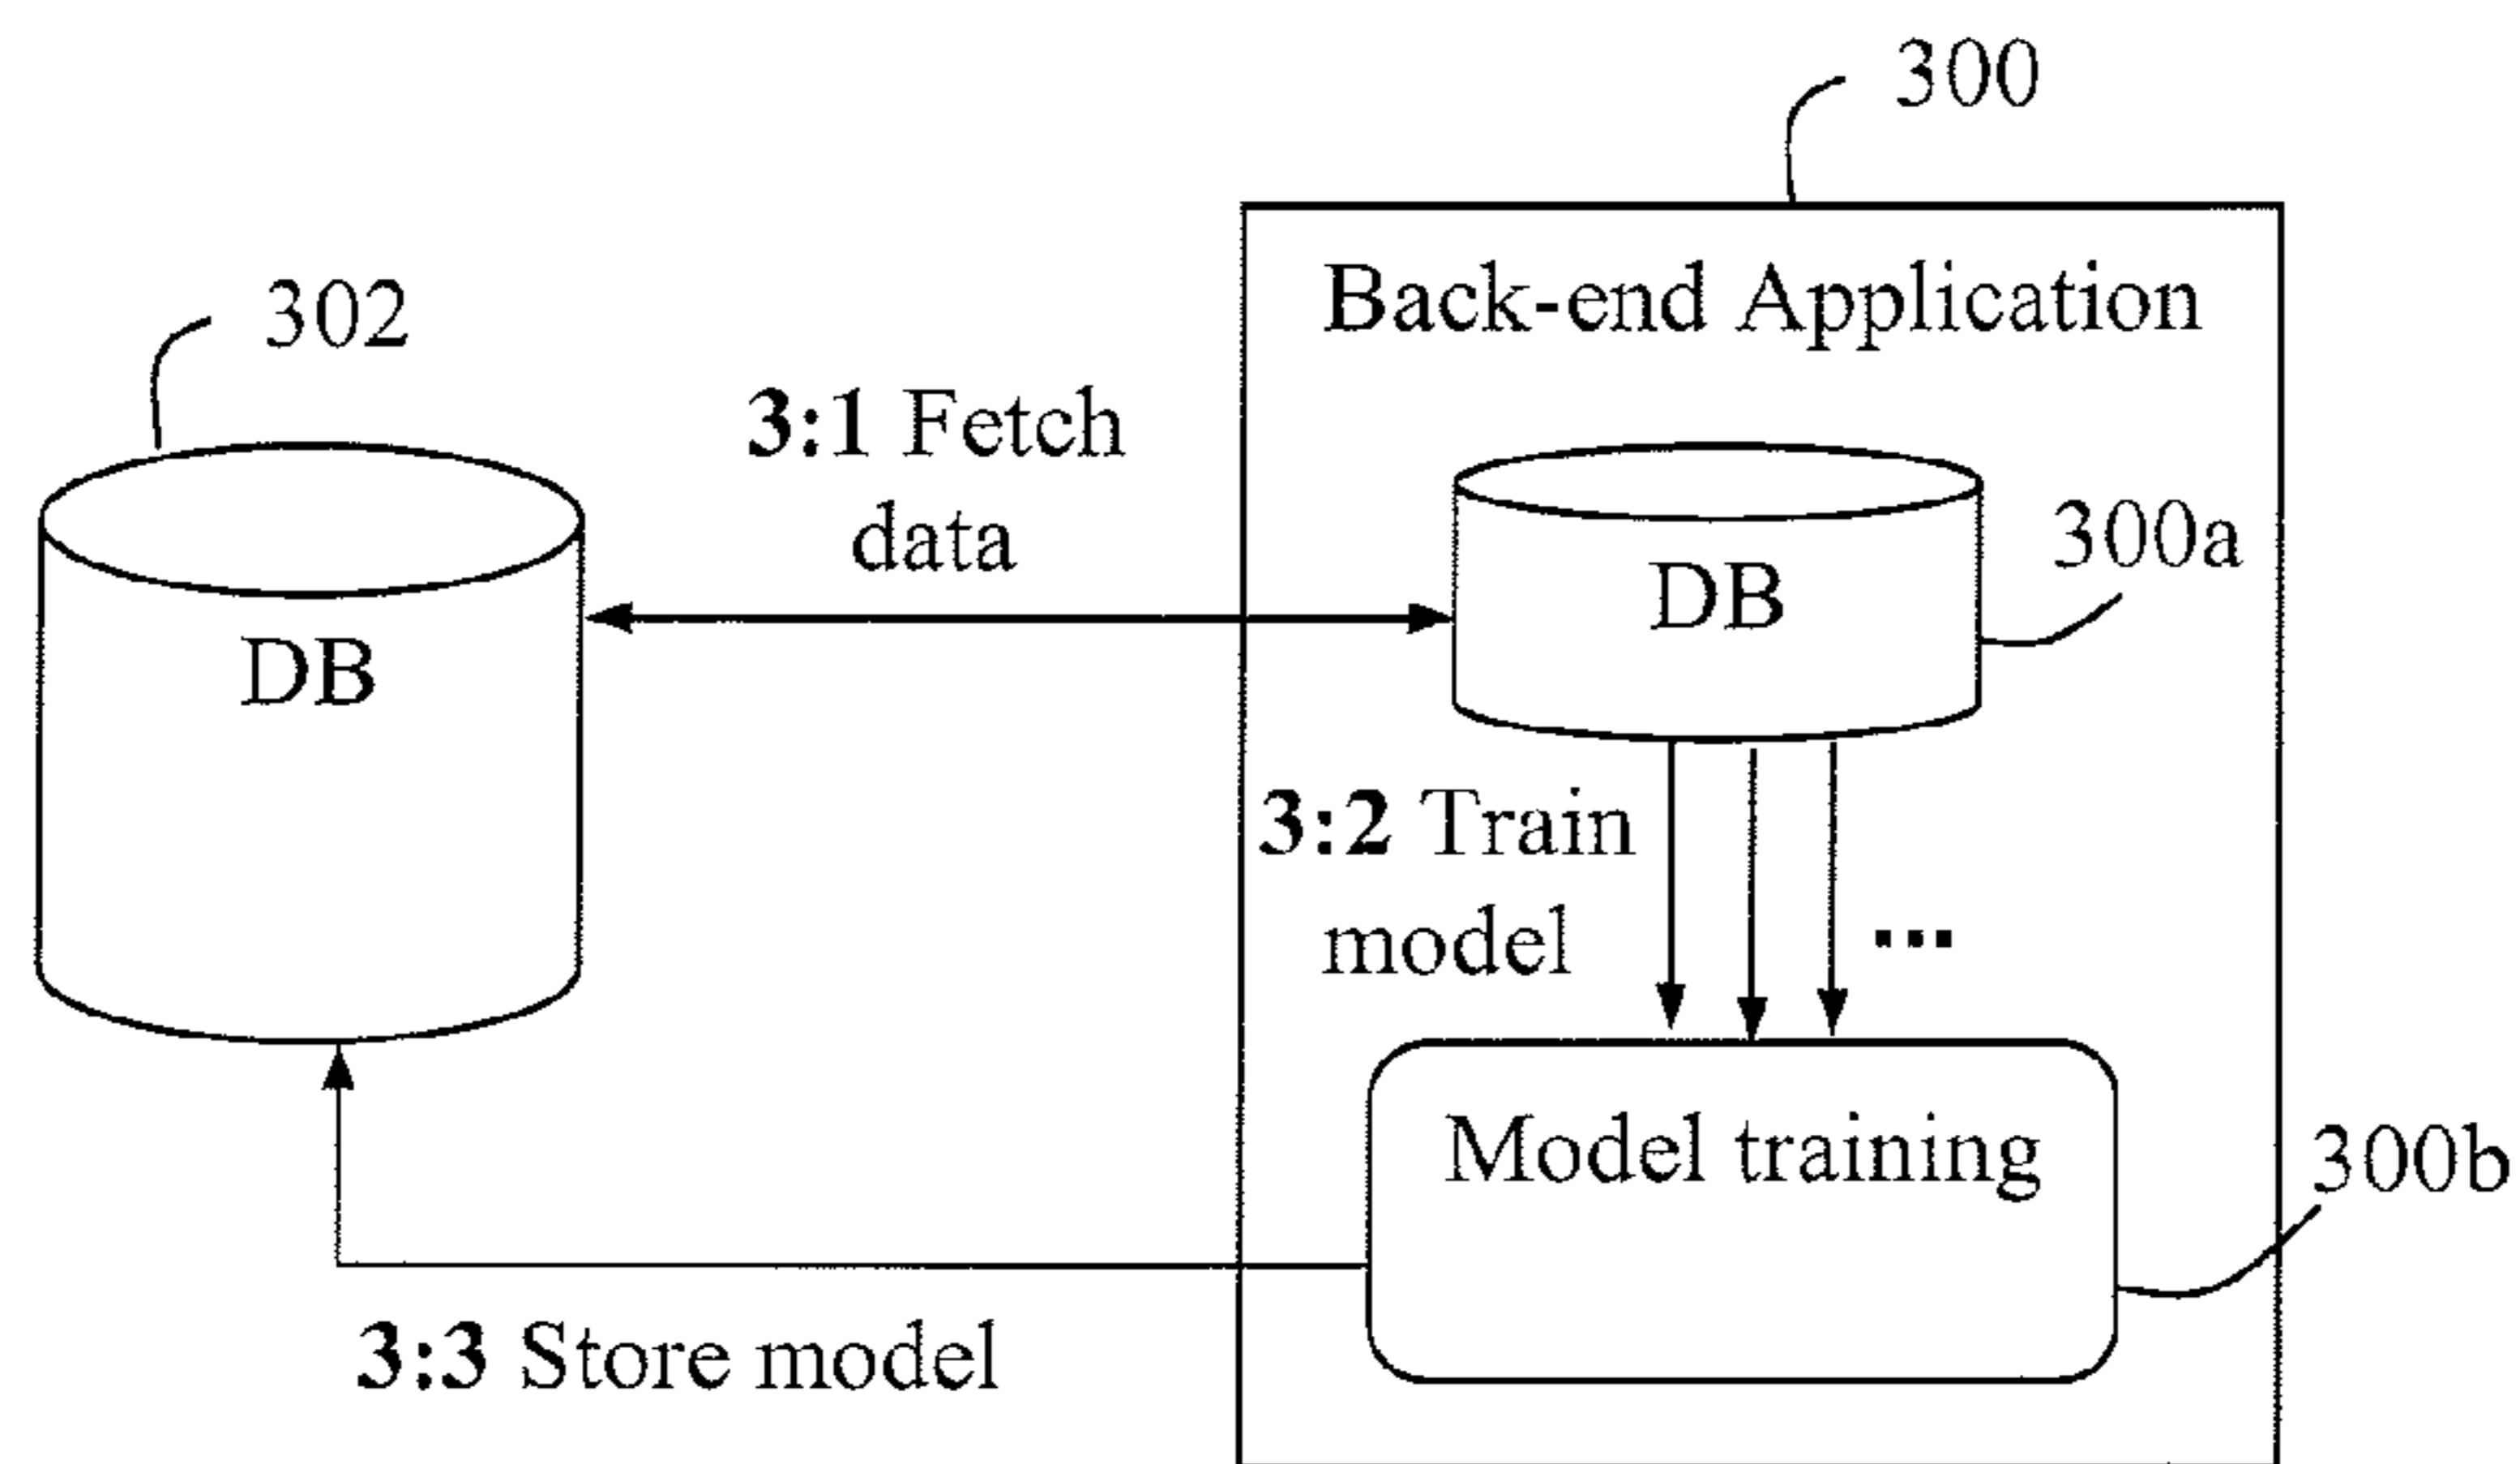 300
Back-end Application
302
3:1 Fetch
data
DB
300a
DB
3:2 Train
model
...
Model training
300b
3:3 Store model